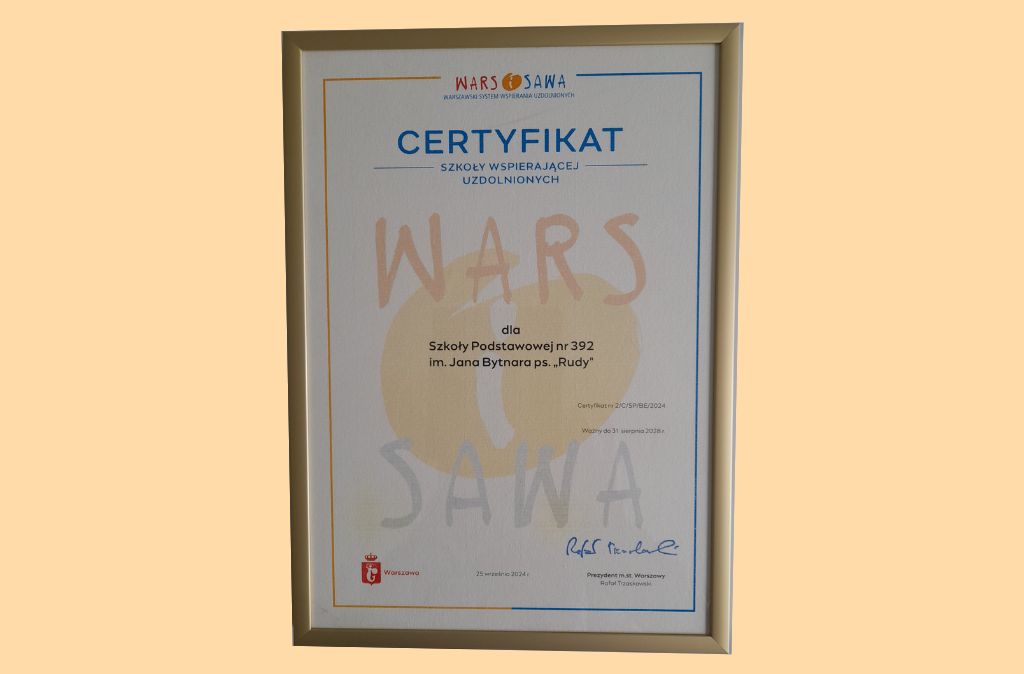 WARS i SAWA
WARSZAWSKI SYSTEM WSPIERANIA UZDOLNIONYCH
CERTYFIKAT
SZKOŁY WSPIERAJĄCEJ
UZDOLNIONYCH
WARS
i
dla
Szkoły Podstawowej nr 392
im. Jana Bytnara ps. „Rudy"
Certyfikat nr 2/C/SP/BE/2024
Ważny do 31 sierpnia 2028 r.
SAWA
Rafał Trzaskowski
Warszawa
25 września 2024 r.
Prezydent m.st. Warszawy
Rafał Trzaskowski